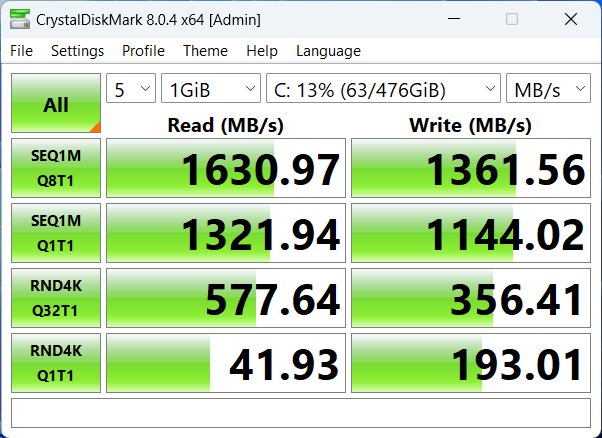 CrystalDiskMark 8.0.4 x64 [Admin]
File Settings Profile Theme Help Language
All 5 1GiB C: 13% (63/476GiB) MB/s
Read (MB/s) Write (MB/s)
SEQ1M
Q8T1
1630.97 1361.56
SEQ1M
Q1T1
1321.94 1144.02
RND4K
Q32T1
577.64 356.41
RND4K
Q1T1
41.93 193.01